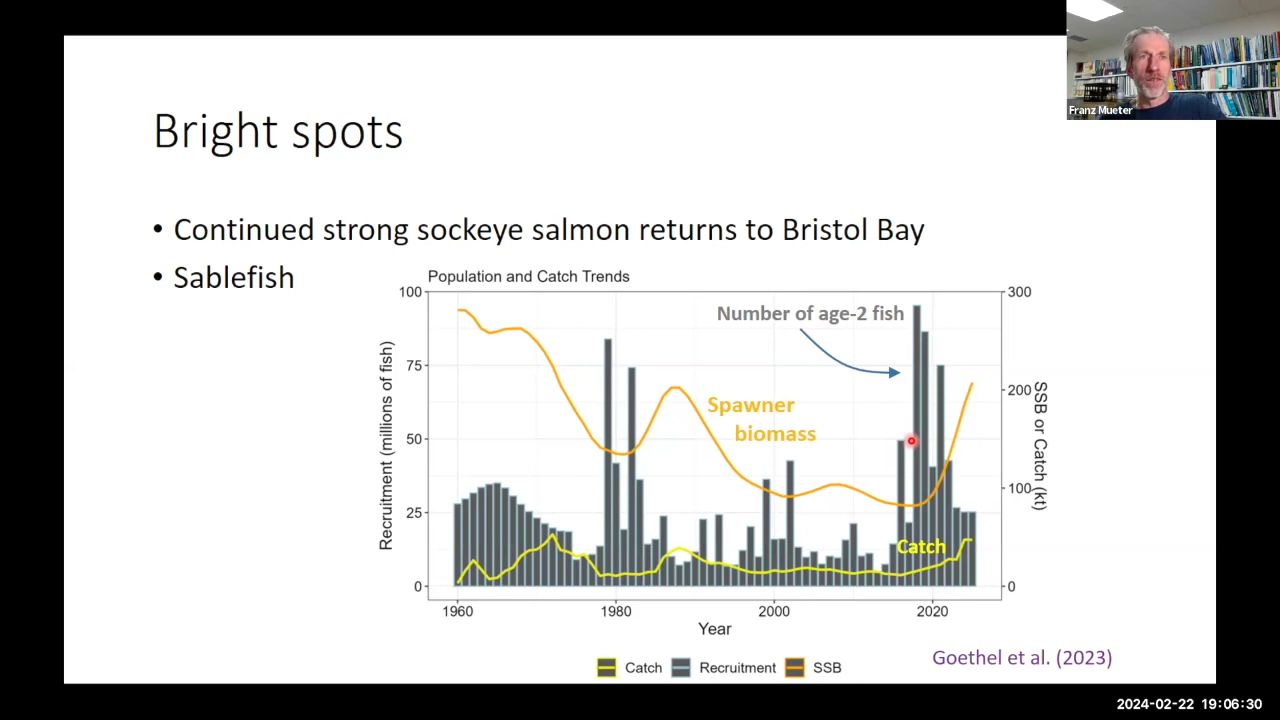 Franz Mueter
Bright spots
• Continued strong sockeye salmon returns to Bristol Bay
• Sablefish
Population and Catch Trends
100
75
50
25
0
Recruitment (millions of fish)
300
200
100
0
SSB or Catch (kt)
Number of age-2 fish
Spawner
biomass
Catch
1960
1980
2000
2020
Year
Catch
Recruitment
SSB
Goethel et al. (2023)
2024-02-22 19:06:30